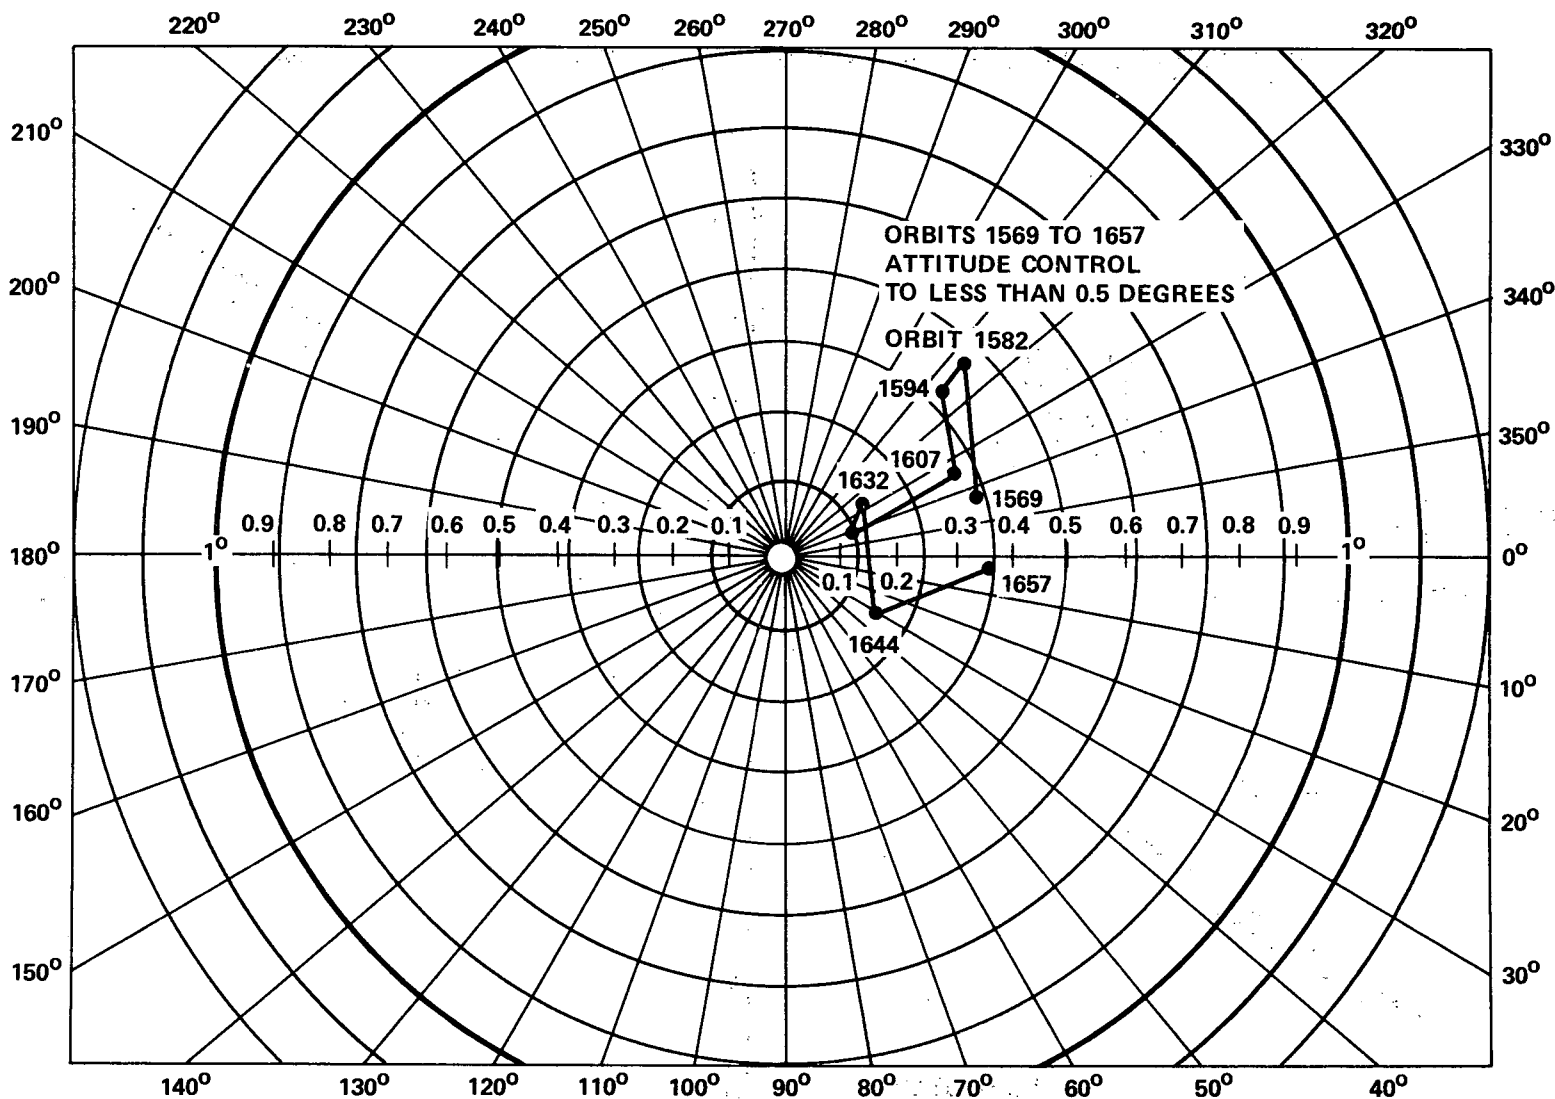 220° 230° 240° 250° 260° 270° 280° 290° 300° 310° 320°
210°
330°
ORBITS 1569 TO 1657
ATTITUDE CONTROL
TO LESS THAN 0.5 DEGREES
200°
340°
ORBIT 1582
1594
190°
350°
1607
1632
1569
0.9 0.8 0.7 0.6 0.5 0.4 0.3 0.2 0.1 0.3 0.4 0.5 0.6 0.7 0.8 0.9
180° 1° 1° 0°
0.1 0.2 1657
1644
170°
10°
160°
20°
150°
30°
140° 130° 120° 110° 100° 90° 80° 70° 60° 50° 40°